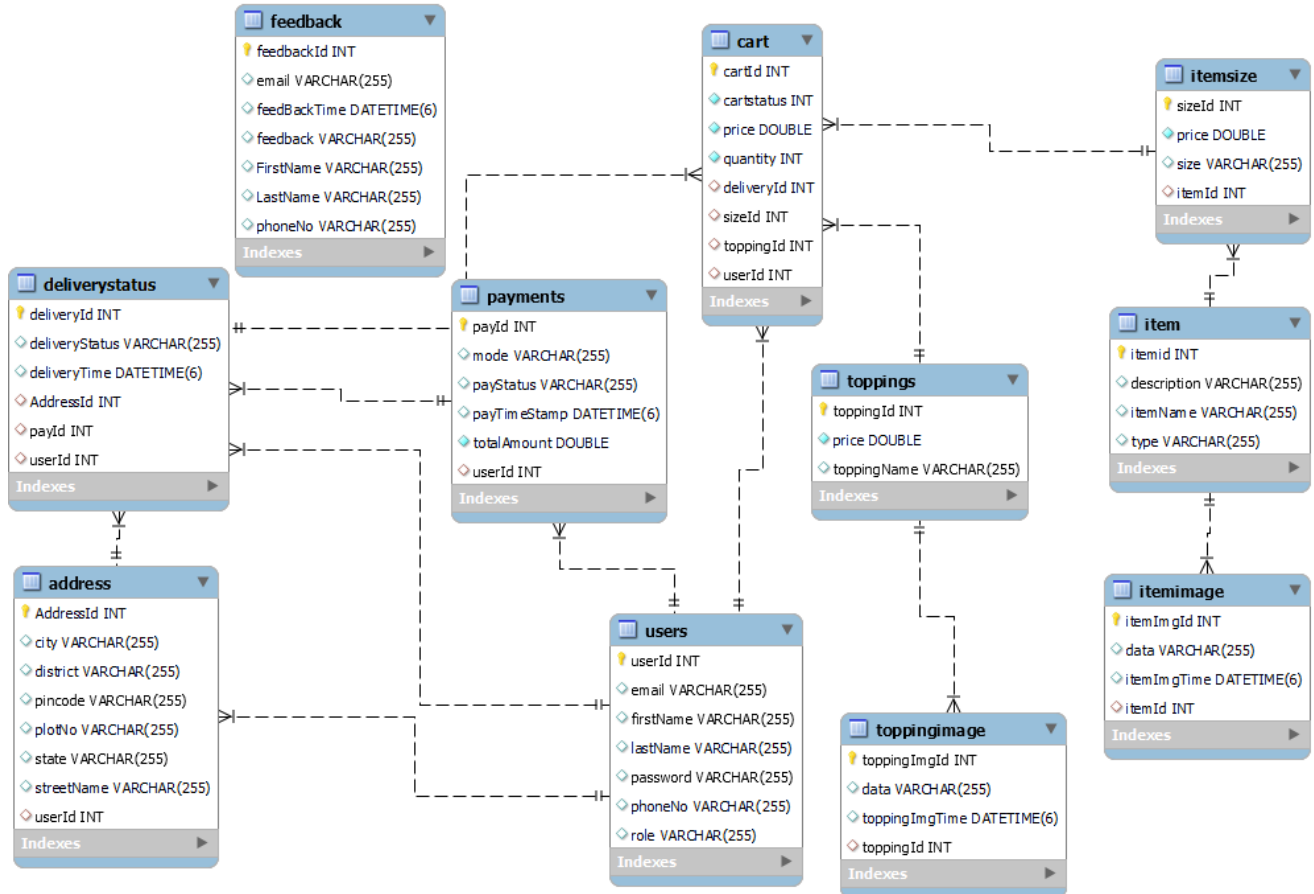 feedback
feedbackId INT
email VARCHAR(255)
feedBackTime DATETIME(6)
feedback VARCHAR(255)
FirstName VARCHAR(255)
LastName VARCHAR(255)
phoneNo VARCHAR(255)
Indexes
cart
cartId INT
cartstatus INT
price DOUBLE
quantity INT
deliveryId INT
sizeId INT
toppingId INT
userId INT
Indexes
itemsize
sizeId INT
price DOUBLE
size VARCHAR(255)
itemId INT
Indexes
deliverystatus
deliveryId INT
deliveryStatus VARCHAR(255)
deliveryTime DATETIME(6)
AddressId INT
payId INT
userId INT
Indexes
payments
payId INT
mode VARCHAR(255)
payStatus VARCHAR(255)
payTimeStamp DATETIME(6)
totalAmount DOUBLE
userId INT
Indexes
toppings
toppingId INT
price DOUBLE
toppingName VARCHAR(255)
Indexes
item
itemid INT
description VARCHAR(255)
itemName VARCHAR(255)
type VARCHAR(255)
Indexes
address
AddressId INT
city VARCHAR(255)
district VARCHAR(255)
pincode VARCHAR(255)
plotNo VARCHAR(255)
state VARCHAR(255)
streetName VARCHAR(255)
userId INT
Indexes
users
userId INT
email VARCHAR(255)
firstName VARCHAR(255)
lastName VARCHAR(255)
password VARCHAR(255)
phoneNo VARCHAR(255)
role VARCHAR(255)
Indexes
toppingimage
toppingImgId INT
data VARCHAR(255)
toppingImgTime DATETIME(6)
toppingId INT
Indexes
itemimage
itemImgId INT
data VARCHAR(255)
itemImgTime DATETIME(6)
itemId INT
Indexes